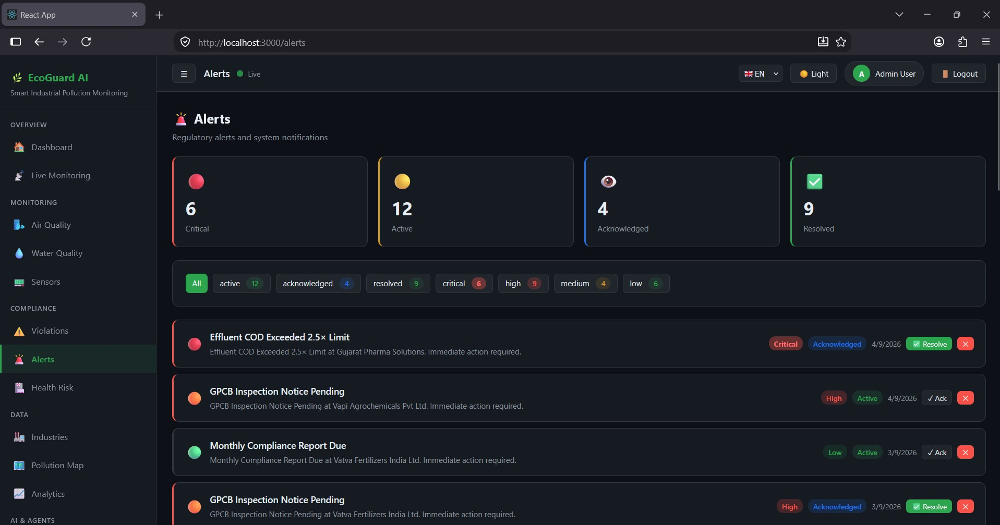 React App
http://localhost:3000/alerts
EcoGuard AI
Smart Industrial Pollution Monitoring
OVERVIEW
Dashboard
Live Monitoring
MONITORING
Air Quality
Water Quality
Sensors
COMPLIANCE
Violations
Alerts
Health Risk
DATA
Industries
Pollution Map
Analytics
AI & AGENTS
Alerts Live
EN Light A Admin User Logout
Alerts
Regulatory alerts and system notifications
6
Critical
12
Active
4
Acknowledged
9
Resolved
All active 12 acknowledged 4 resolved 9 critical 6 high 9 medium 4 low 6
Effluent COD Exceeded 2.5× Limit
Effluent COD Exceeded 2.5× Limit at Gujarat Pharma Solutions. Immediate action required.
Critical Acknowledged 4/9/2026 ✅ Resolve ✕
GPCB Inspection Notice Pending
GPCB Inspection Notice Pending at Vapi Agrochemicals Pvt Ltd. Immediate action required.
High Active 4/9/2026 ✓ Ack ✕
Monthly Compliance Report Due
Monthly Compliance Report Due at Vatva Fertilizers India Ltd. Immediate action required.
Low Active 3/9/2026 ✓ Ack ✕
GPCB Inspection Notice Pending
GPCB Inspection Notice Pending at Vatva Fertilizers India Ltd. Immediate action required.
High Acknowledged 3/9/2026 ✅ Resolve ✕